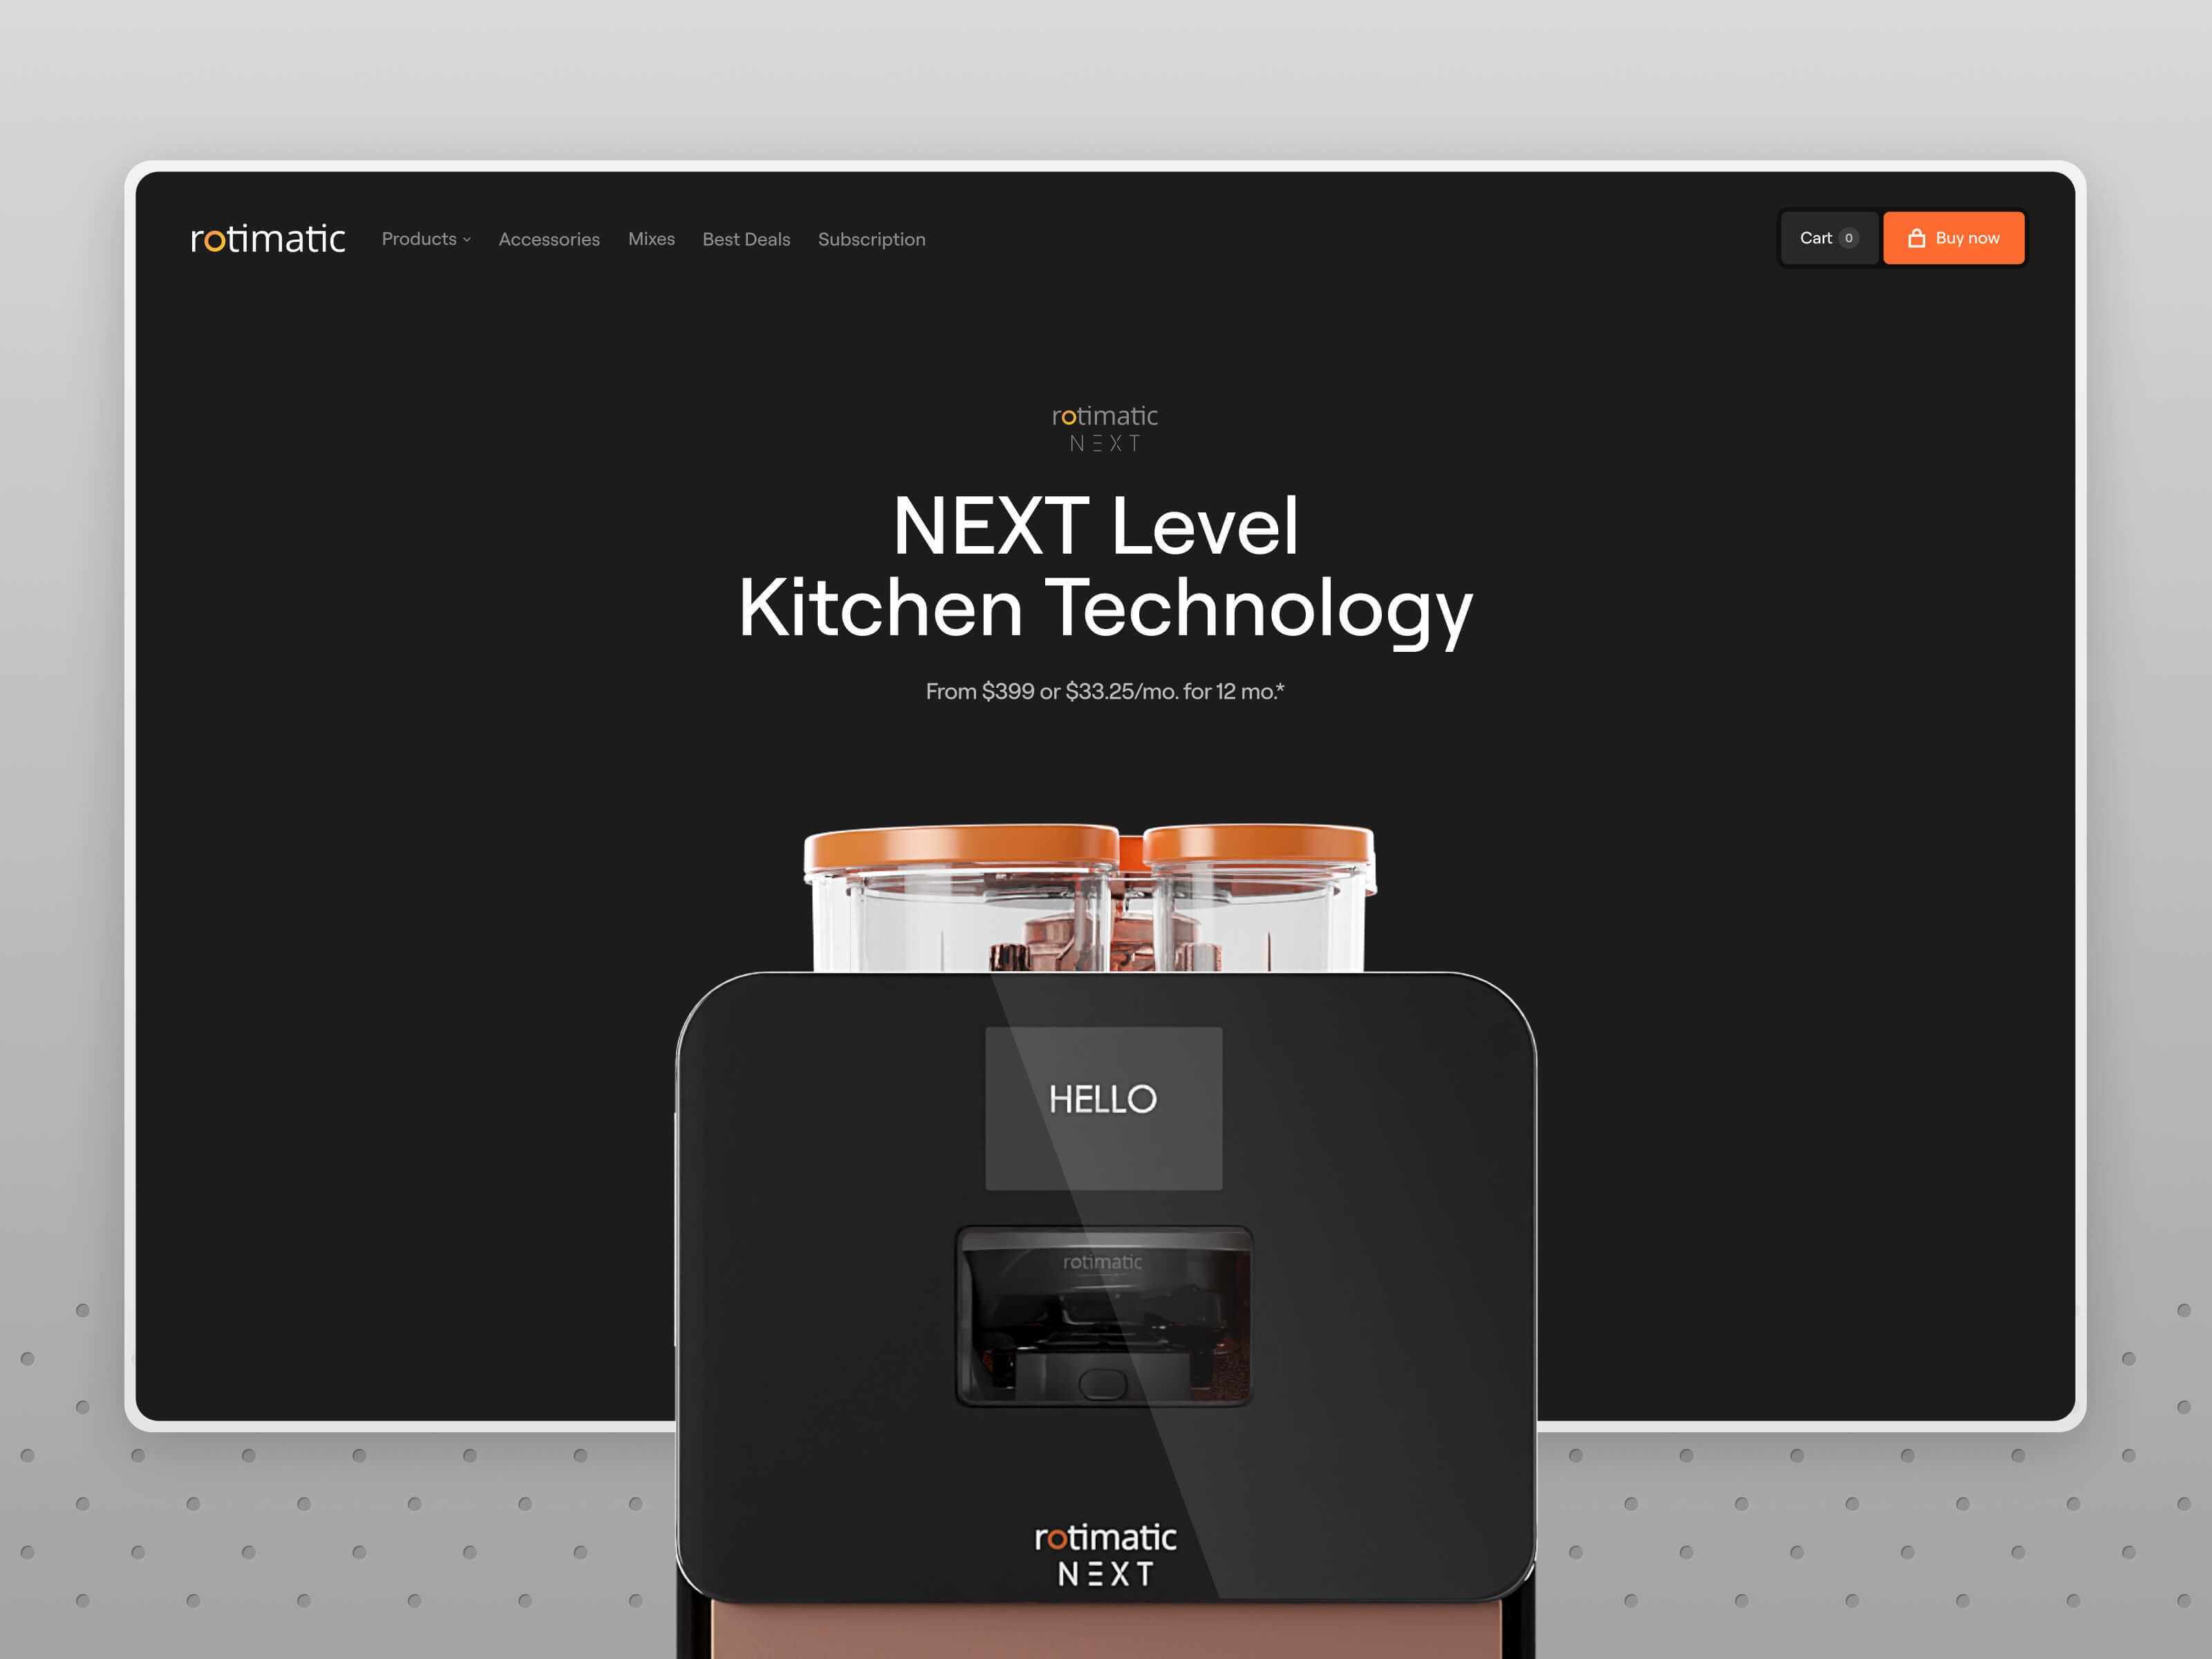 rotimatic
Products
Accessories
Mixes
Best Deals
Subscription
Cart 0
Buy now
rotimatic
NEXT
NEXT Level
Kitchen Technology
From $399 or $33.25/mo. for 12 mo.*
HELLO
rotimatic
rotimatic
NEXT